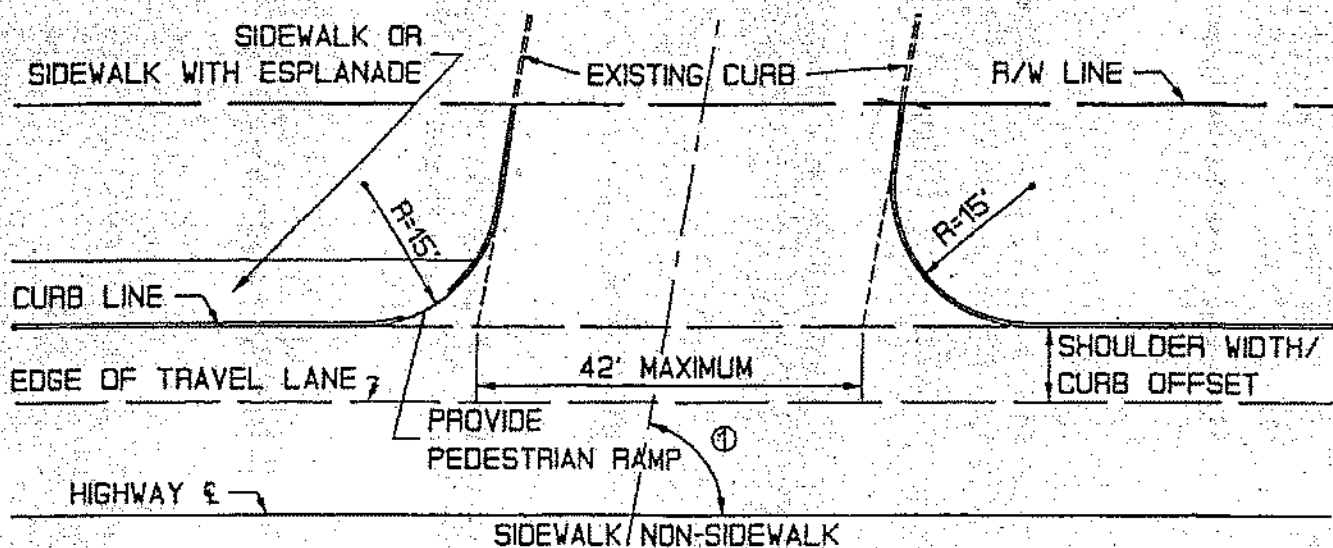 SIDEWALK OR
SIDEWALK WITH ESPLANADE
EXISTING CURB
R/W LINE
R=15'
R=15'
CURB LINE
SHOULDER WIDTH/
CURB OFFSET
42' MAXIMUM
EDGE OF TRAVEL LANE
PROVIDE
PEDESTRIAN RAMP
①
HIGHWAY ℄
SIDEWALK/NON-SIDEWALK